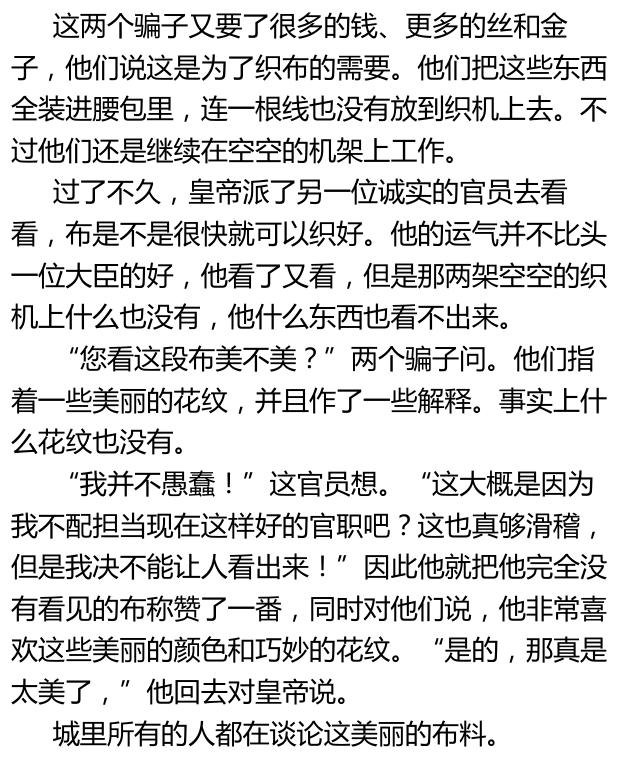 这两个骗子又要了很多的钱、更多的丝和金
子，他们说这是为了织布的需要。他们把这些东西
全装进腰包里，连一根线也没有放到织机上去。不
过他们还是继续在空空的机架上工作。
过了不久，皇帝派了另一位诚实的官员去看
看，布是不是很快就可以织好。他的运气并不比头
一位大臣的好，他看了又看，但是那两架空空的织
机上什么也没有，他什么东西也看不出来。
“您看这段布美不美？”两个骗子问。他们指
着一些美丽的花纹，并且作了一些解释。事实上什
么花纹也没有。
“我并不愚蠢！”这官员想。“这大概是因为
我不配担当现在这样好的官职吧？这也真够滑稽，
但是我决不能让人看出来！”因此他就把他完全没
有看见的布称赞了一番，同时对他们说，他非常喜
欢这些美丽的颜色和巧妙的花纹。“是的，那真是
太美了，”他回去对皇帝说。
城里所有的人都在谈论这美丽的布料。